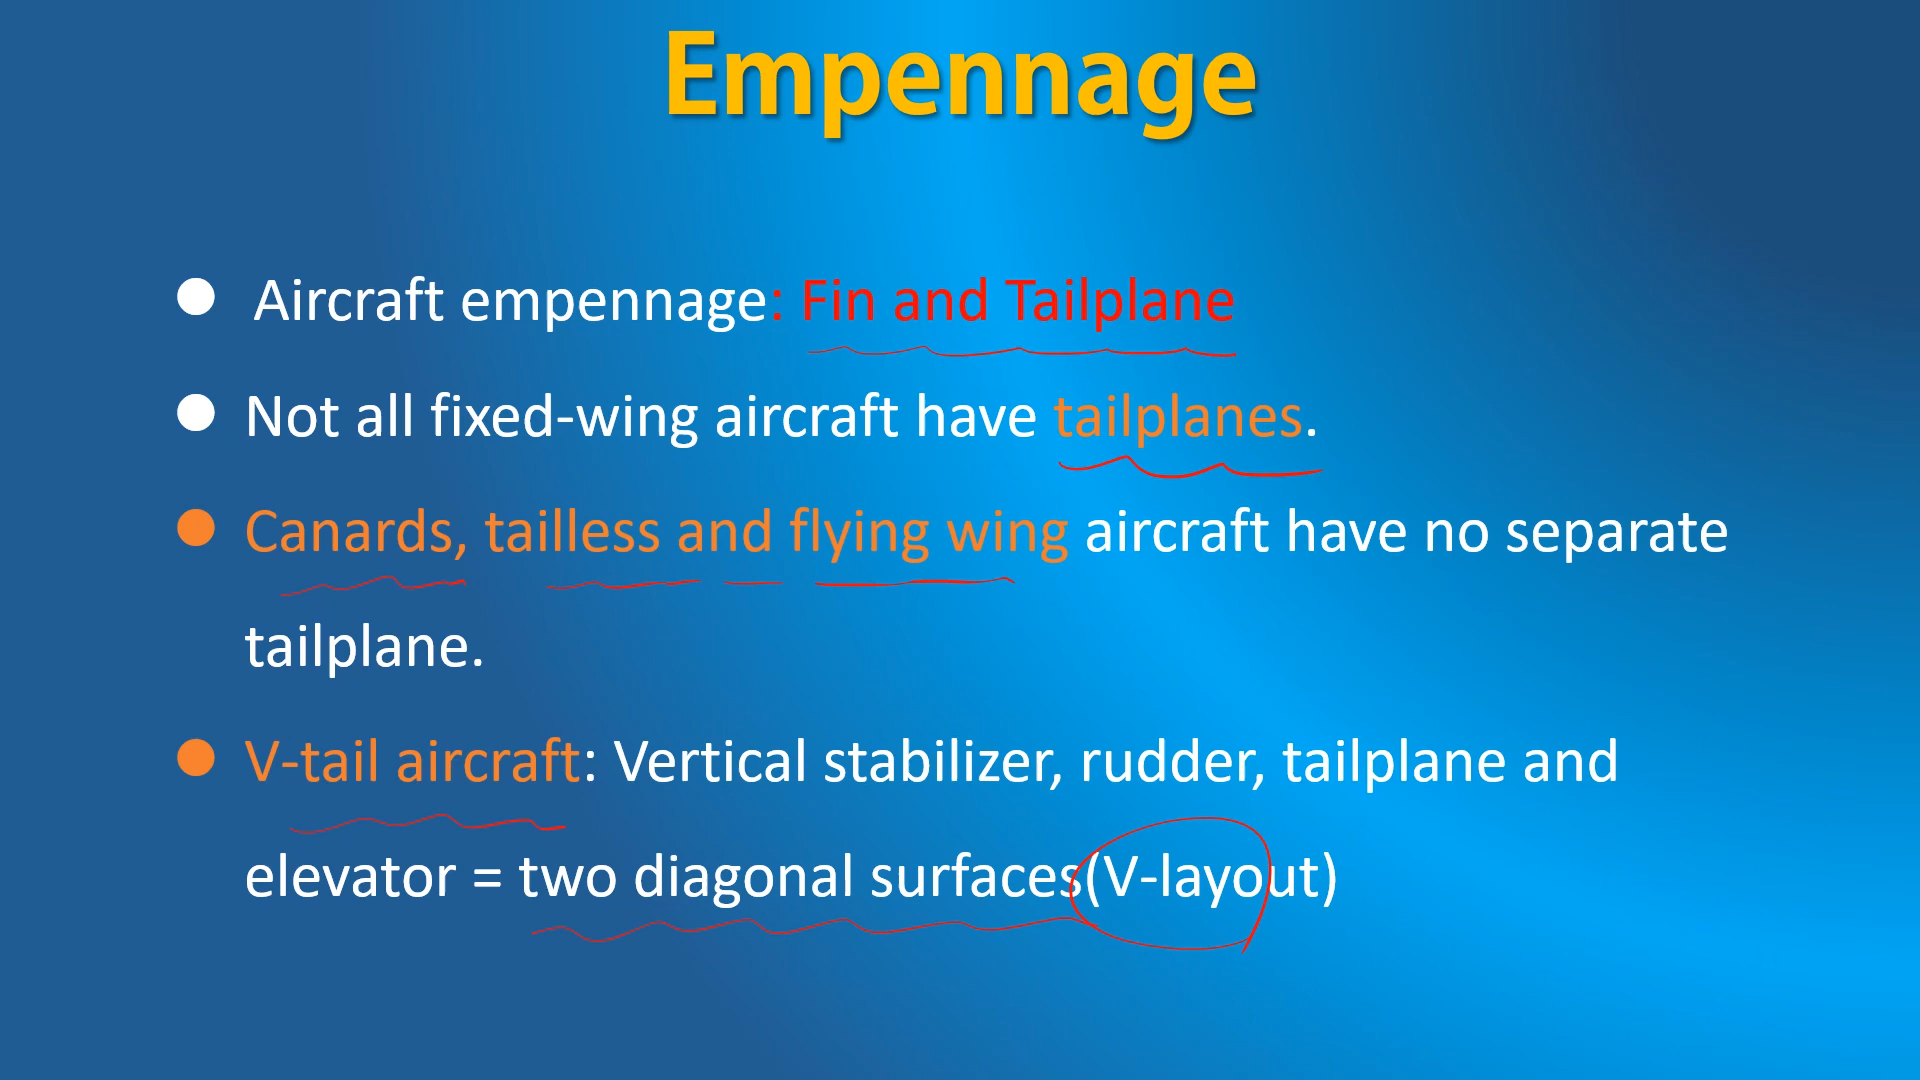 Empennage
● Aircraft empennage: Fin and Tailplane
● Not all fixed-wing aircraft have tailplanes.
● Canards, tailless and flying wing aircraft have no separate
tailplane.
● V-tail aircraft: Vertical stabilizer, rudder, tailplane and
elevator = two diagonal surfaces(V-layout)